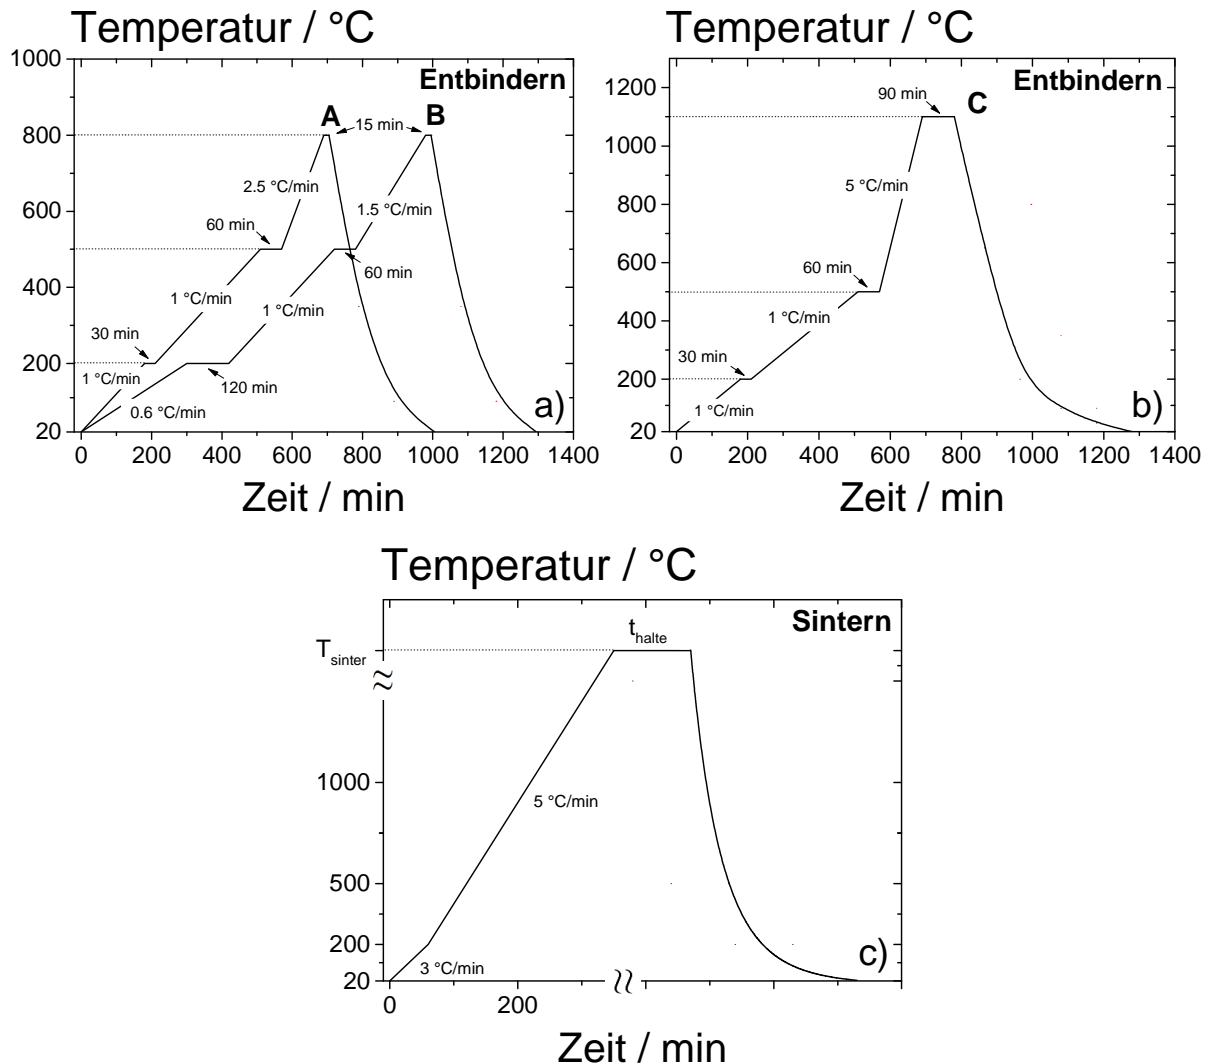 Temperatur / °C
1000
800
600
400
200
20
Entbindern
A
B
15 min
2.5 °C/min
1.5 °C/min
60 min
60 min
1 °C/min
1 °C/min
30 min
1 °C/min
120 min
0.6 °C/min
a)
0 200 400 600 800 1000 1200 1400
Zeit / min
Temperatur / °C
1200
1000
800
600
400
200
20
Entbindern
90 min
C
5 °C/min
60 min
1 °C/min
30 min
1 °C/min
b)
0 200 400 600 800 1000 1200 1400
Zeit / min
Temperatur / °C
Sintern
t halte
T sinter
1000
5 °C/min
500
200
20
3 °C/min
c)
0 200
Zeit / min